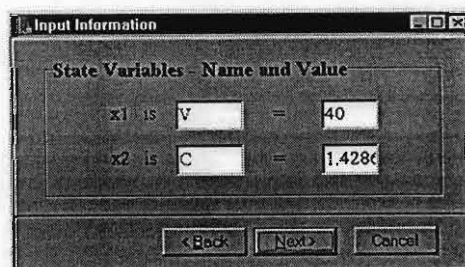 Input Information
State Variables - Name and Value
x1 is V = 40
x2 is C = 1.4286
< Back Next > Cancel